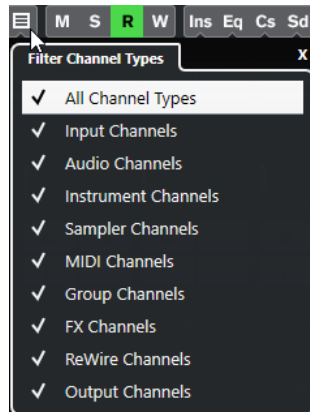 M S R W Ins Eq Cs Sd
Filter Channel Types X
All Channel Types
Input Channels
Audio Channels
Instrument Channels
Sampler Channels
MIDI Channels
Group Channels
FX Channels
ReWire Channels
Output Channels